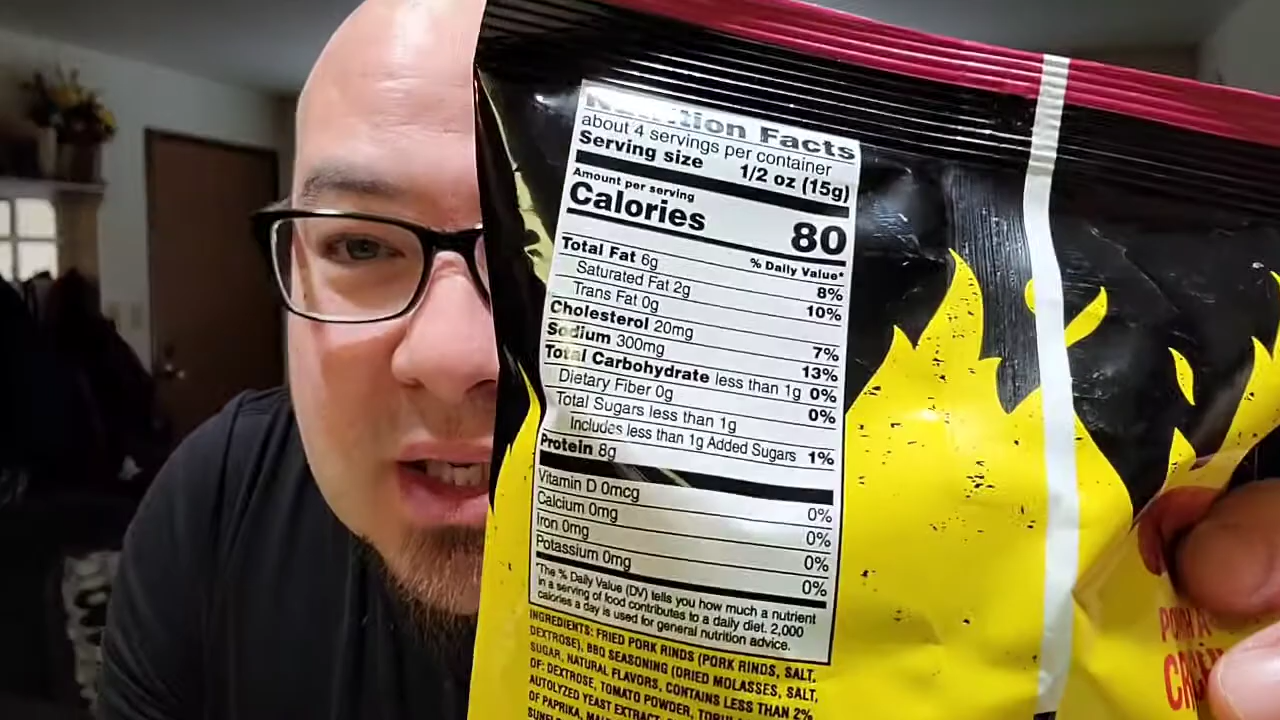 Nutrition Facts
about 4 servings per container
Serving size 1/2 oz (15g)
Amount per serving
Calories 80
% Daily Value*
Total Fat 6g 8%
Saturated Fat 2g 10%
Trans Fat 0g
Cholesterol 20mg 7%
Sodium 300mg 13%
Total Carbohydrate less than 1g 0%
Dietary Fiber 0g 0%
Total Sugars less than 1g
Includes less than 1g Added Sugars 1%
Protein 8g
Vitamin D 0mcg 0%
Calcium 0mg 0%
Iron 0mg 0%
Potassium 0mg 0%
*The % Daily Value (DV) tells you how much a nutrient
in a serving of food contributes to a daily diet. 2,000
calories a day is used for general nutrition advice.
INGREDIENTS: FRIED PORK RINDS (PORK RINDS, SALT,
DEXTROSE), BBQ SEASONING (DRIED MOLASSES, SALT,
SUGAR, NATURAL FLAVORS, CONTAINS LESS THAN 2%
OF: DEXTROSE, TOMATO POWDER,
AUTOLYZED YEAST EXTRACT,
OF PAPRIKA,